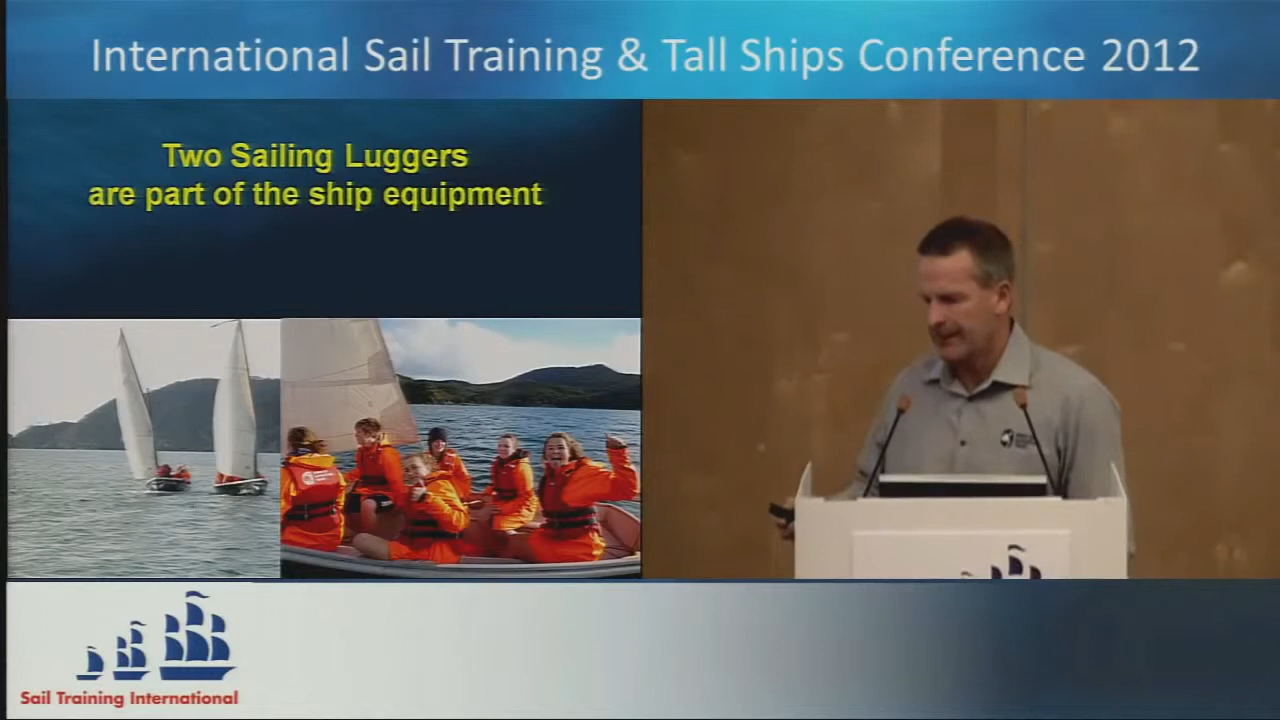 International Sail Training & Tall Ships Conference 2012
Two Sailing Luggers
are part of the ship equipment
Sail Training International